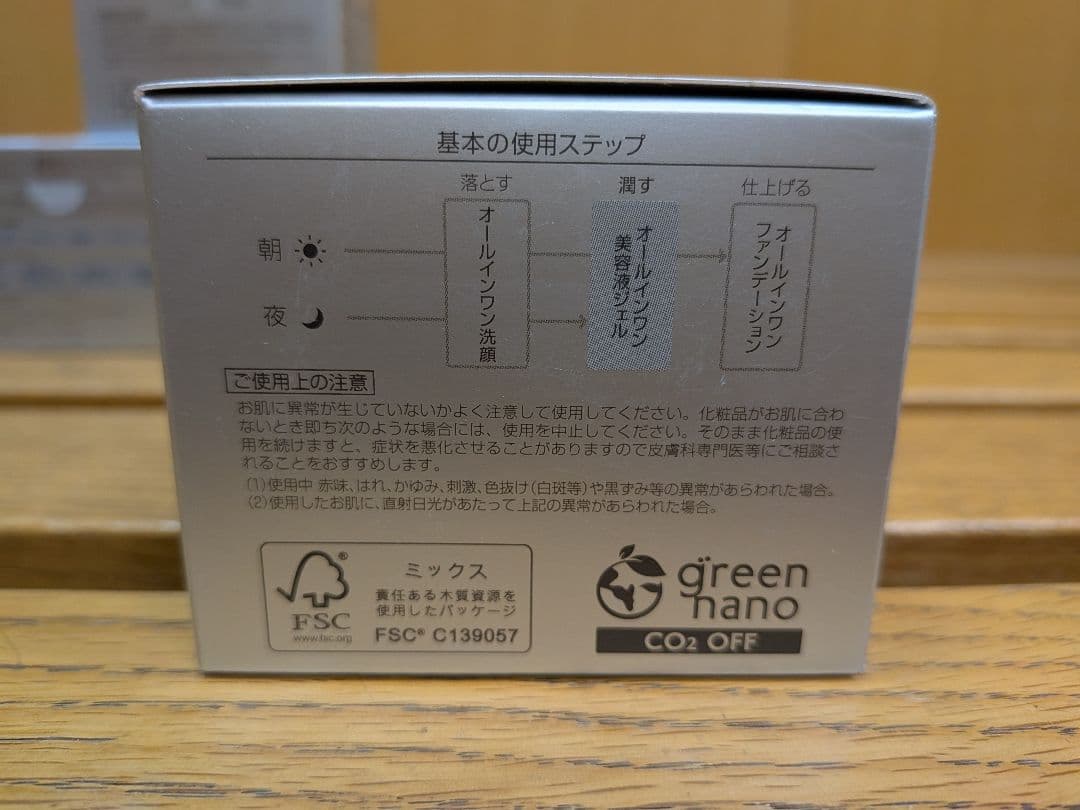 基本の使用ステップ
落とす 潤す 仕上げる
朝
夜
オールインワン洗顔
オールインワン
美容液ジェル
オールインワン
ファンデーション
ご使用上の注意
お肌に異常が生じていないかよく注意して使用してください。化粧品がお肌に合わ
ないとき即ち次のような場合には、使用を中止してください。そのまま化粧品の使
用を続けますと、症状を悪化させることがありますので皮膚科専門医等にご相談さ
れることをおすすめします。
(1)使用中 赤味、はれ、かゆみ、刺激、色抜け(白斑等)や黒ずみ等の異常があらわれた場合。
(2)使用したお肌に、直射日光があたって上記の異常があらわれた場合。
FSC
www.fsc.org
ミックス
責任ある木質資源を
使用したパッケージ
FSC® C139057
green
nano
CO2 OFF